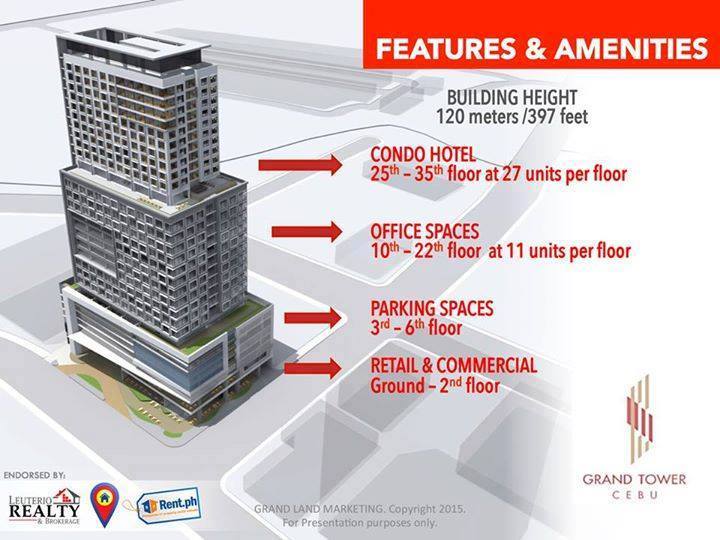 FEATURES & AMENITIES
BUILDING HEIGHT
120 meters /397 feet
CONDO HOTEL
25th – 35th floor at 27 units per floor
OFFICE SPACES
10th – 22th floor at 11 units per floor
PARKING SPACES
3rd – 6th floor
RETAIL & COMMERCIAL
Ground – 2nd floor
GRAND TOWER
CEBU
ENDORSED BY:
LEUTERIO
REALTY
& BROKERAGE
Rent.ph
GRAND LAND MARKETING. Copyright 2015.
For Presentation purposes only.